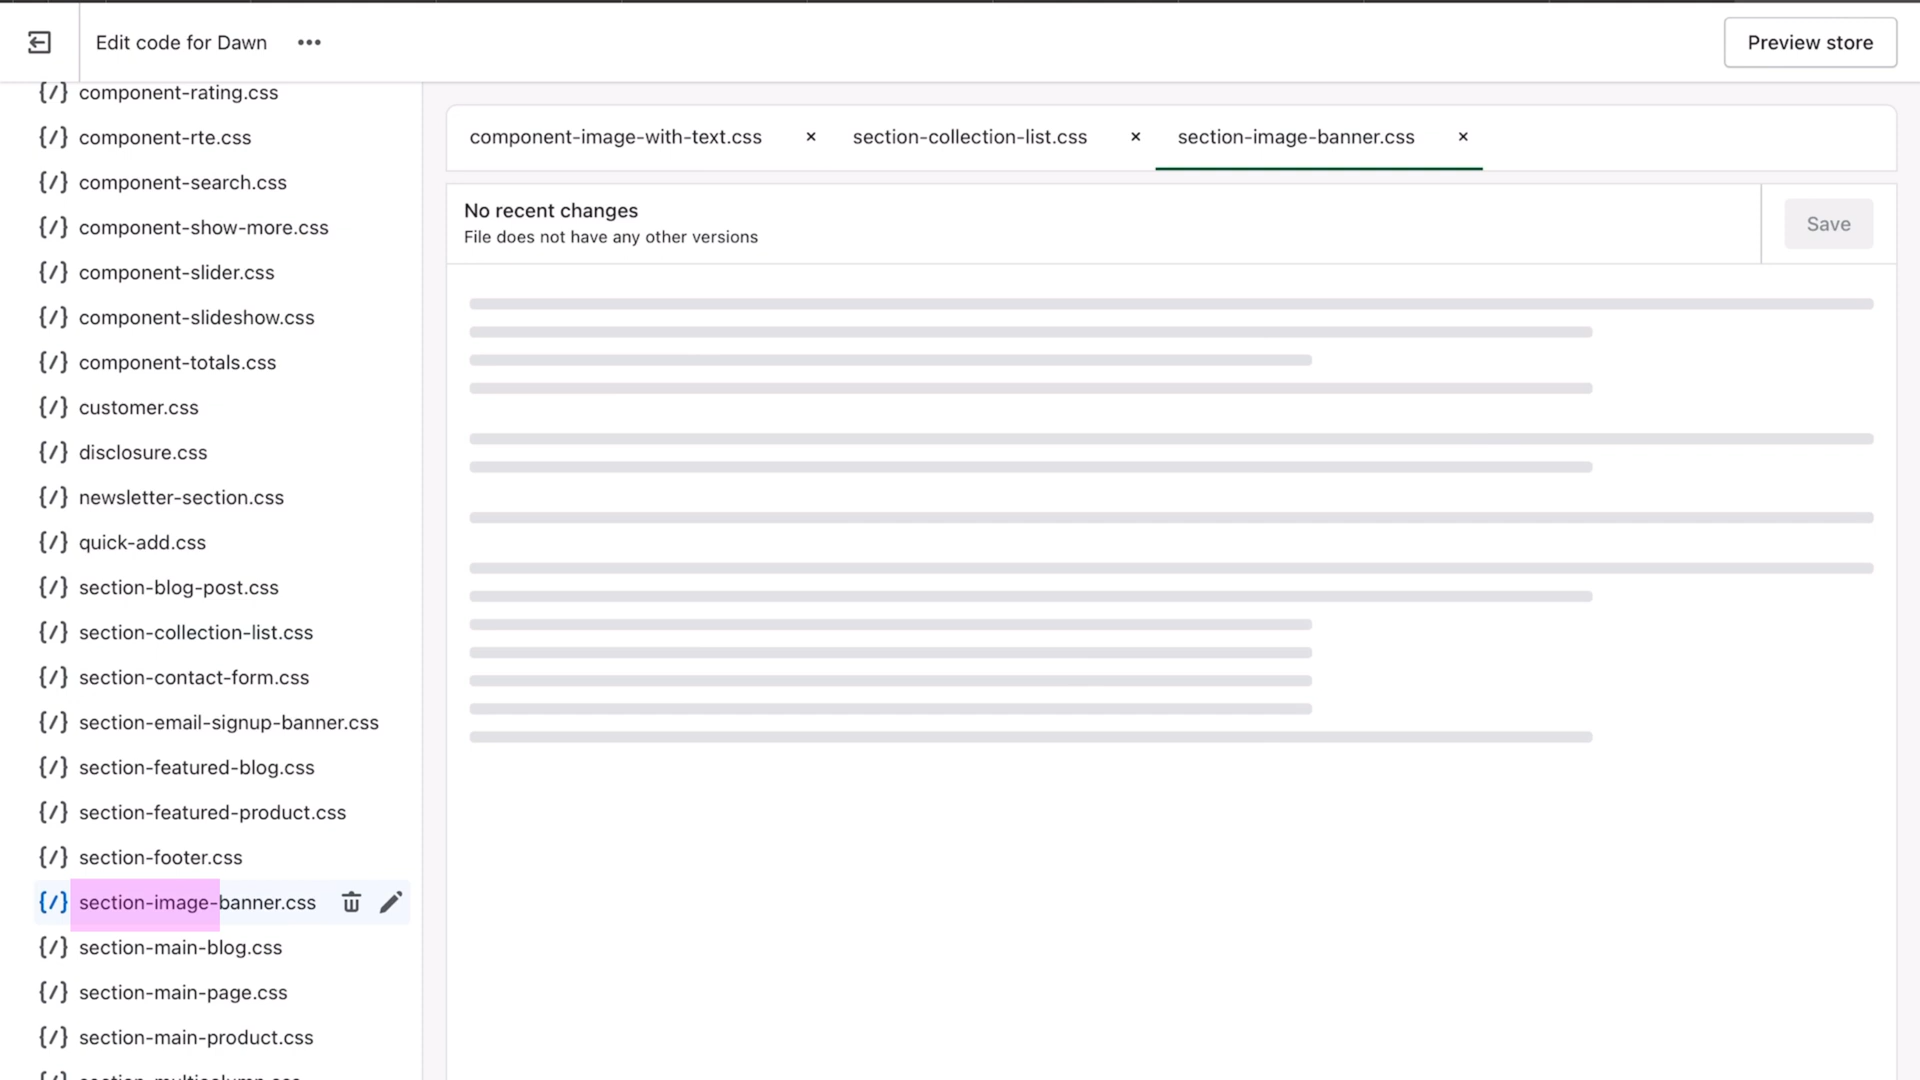 Edit code for Dawn
Preview store
component-rating.css
component-rte.css
component-search.css
component-show-more.css
component-slider.css
component-slideshow.css
component-totals.css
customer.css
disclosure.css
newsletter-section.css
quick-add.css
section-blog-post.css
section-collection-list.css
section-contact-form.css
section-email-signup-banner.css
section-featured-blog.css
section-featured-product.css
section-footer.css
section-image-banner.css
section-main-blog.css
section-main-page.css
section-main-product.css
section-multicolumn.css
component-image-with-text.css
section-collection-list.css
section-image-banner.css
No recent changes
File does not have any other versions
Save